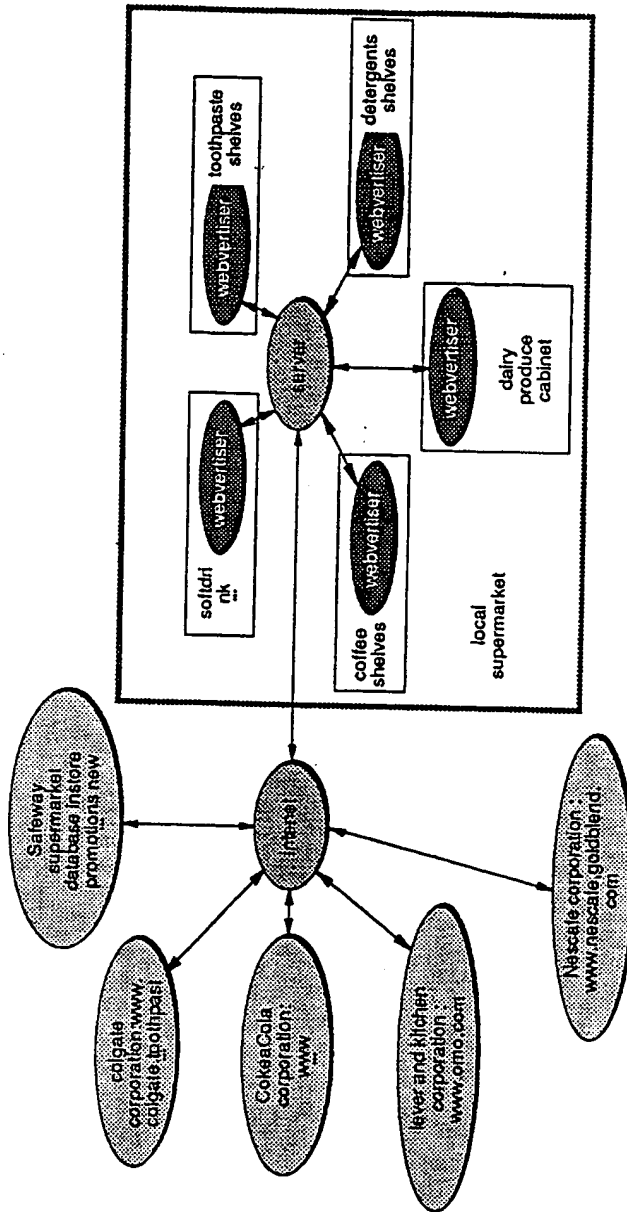 Safeway
supermarket
database instore
promotions new
...
colgate
corporation:www.
colgate.toothpast
...
CokeaCola
corporation:
www
...
lever and kitchen
corporation :
www.omo.com
Nescale corporation :
www.nescale.goldblend.
com
internet
server
softdri
nk
...
webvertiser
toothpaste
shelves
webvertiser
coffee
shelves
webvertiser
detergents
shelves
webvertiser
dairy
produce
cabinet
webvertiser
local
supermarket